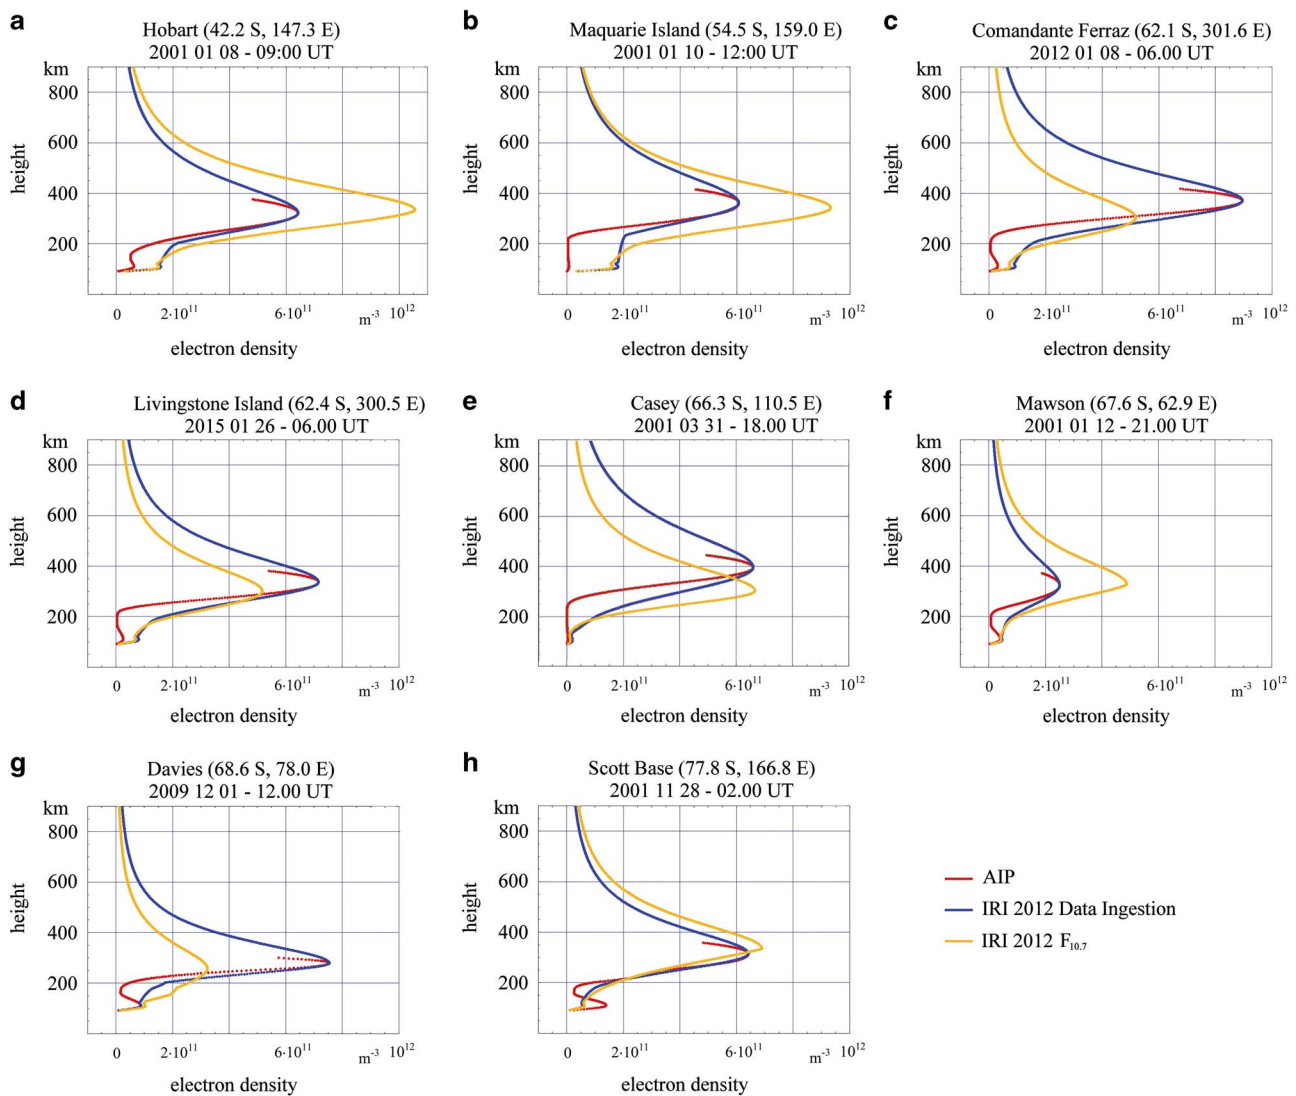 a
Hobart (42.2 S, 147.3 E)
2001 01 08 - 09:00 UT
km
800
600
400
200
height
0 2·10¹¹ 6·10¹¹ m⁻³ 10¹²
electron density
b
Maquarie Island (54.5 S, 159.0 E)
2001 01 10 - 12:00 UT
km
800
600
400
200
height
0 2·10¹¹ 6·10¹¹ m⁻³ 10¹²
electron density
c
Comandante Ferraz (62.1 S, 301.6 E)
2012 01 08 - 06.00 UT
km
800
600
400
200
height
0 2·10¹¹ 6·10¹¹ m⁻³ 10¹²
electron density
d
Livingstone Island (62.4 S, 300.5 E)
2015 01 26 - 06.00 UT
km
800
600
400
200
height
0 2·10¹¹ 6·10¹¹ m⁻³ 10¹²
electron density
e
Casey (66.3 S, 110.5 E)
2001 03 31 - 18.00 UT
km
800
600
400
200
height
0 2·10¹¹ 6·10¹¹ m⁻³ 10¹²
electron density
f
Mawson (67.6 S, 62.9 E)
2001 01 12 - 21.00 UT
km
800
600
400
200
height
0 2·10¹¹ 6·10¹¹ m⁻³ 10¹²
electron density
g
Davies (68.6 S, 78.0 E)
2009 12 01 - 12.00 UT
km
800
600
400
200
height
0 2·10¹¹ 6·10¹¹ m⁻³ 10¹²
electron density
h
Scott Base (77.8 S, 166.8 E)
2001 11 28 - 02.00 UT
km
800
600
400
200
height
0 2·10¹¹ 6·10¹¹ m⁻³ 10¹²
electron density
AIP
IRI 2012 Data Ingestion
IRI 2012 F₁₀.₇